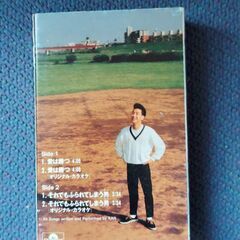 Side 1
1. 愛は勝つ 4:08
2. 愛は勝つ 4:08
オリジナル・カラオケ
Side 2
1. それでもふられてしまう男 3:34
2. それでもふられてしまう男 3:34
オリジナル・カラオケ
All Songs written and Performed by KAN